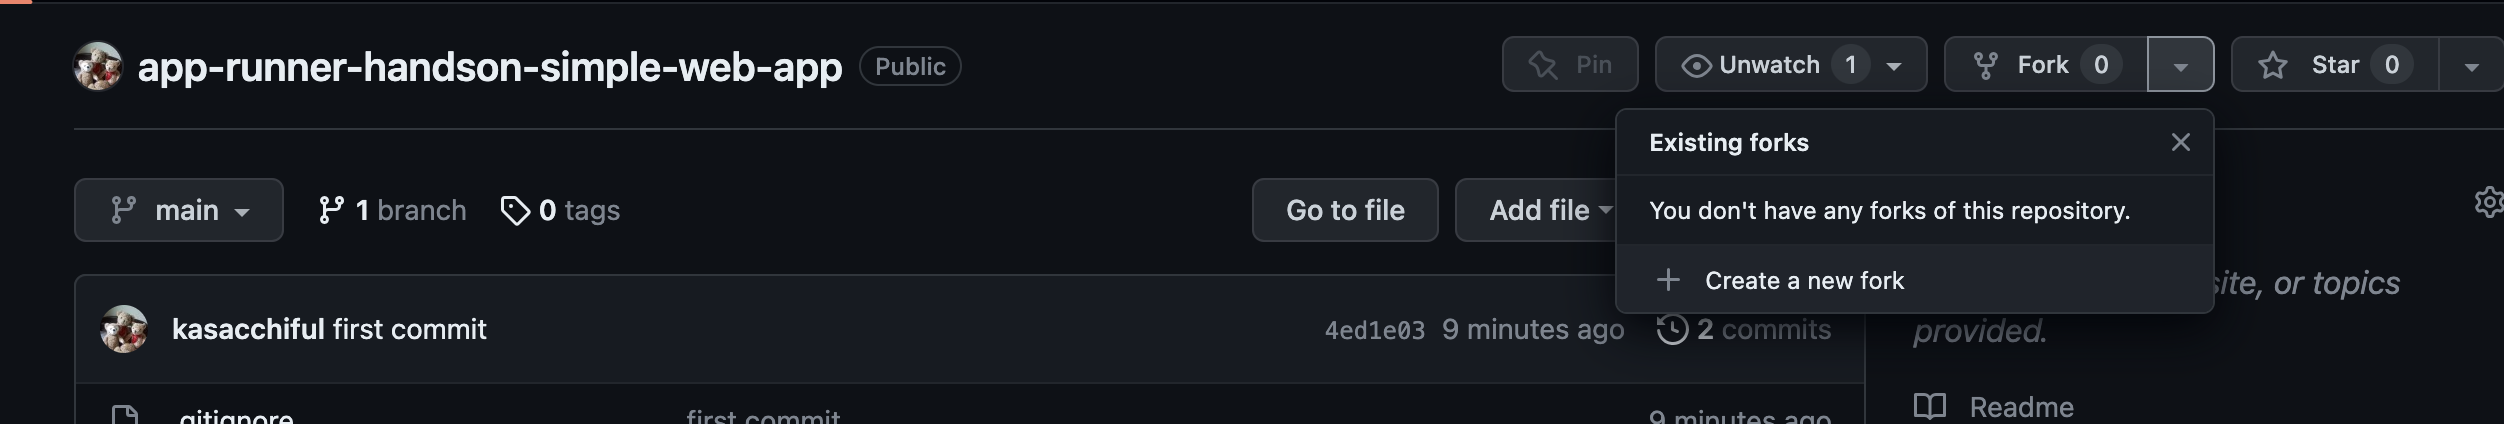 app-runner-handson-simple-web-app Public Pin Unwatch 1 Fork 0 Star 0
Existing forks
You don't have any forks of this repository.
Create a new fork
main 1 branch 0 tags Go to file Add file
site, or topics
provided.
kasacchiful first commit 4ed1e03 9 minutes ago 2 commits
Readme
.gitignore first commit 9 minutes ago